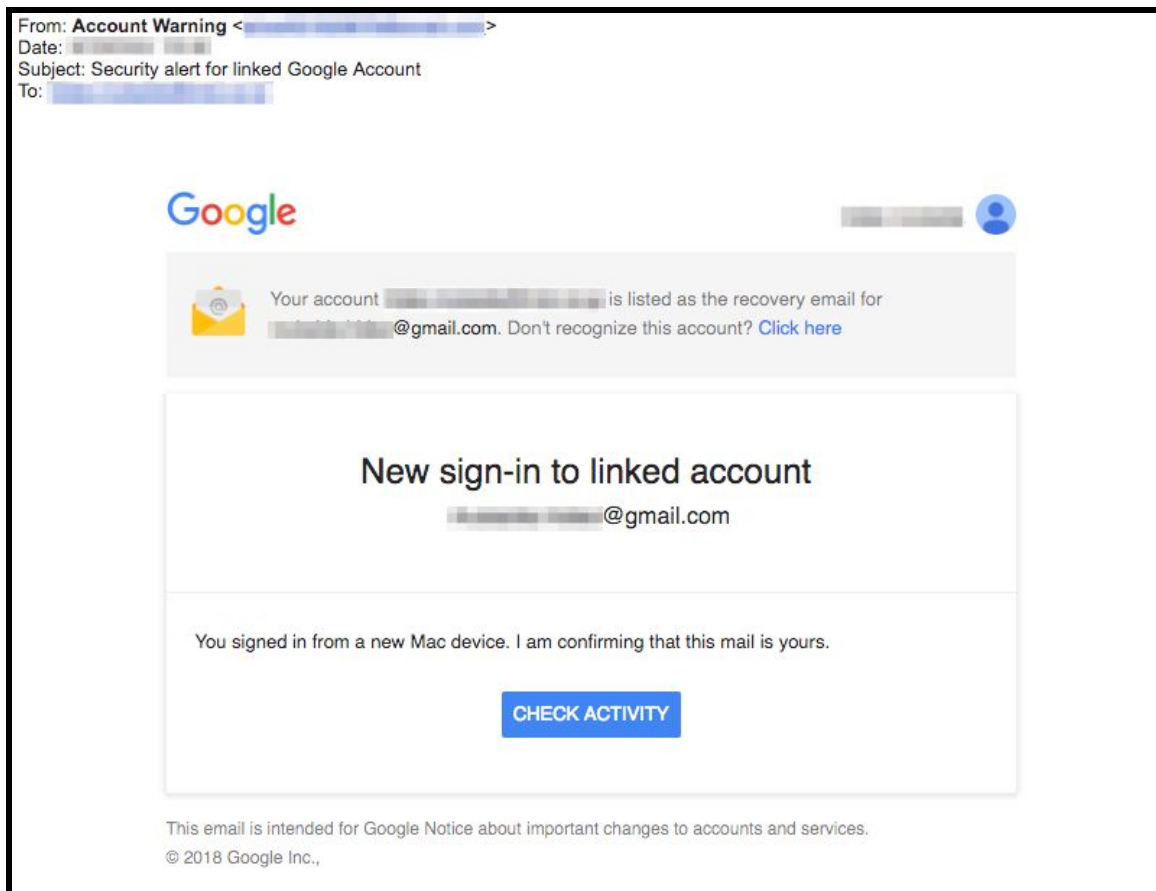 From: Account Warning < >
Date:
Subject: Security alert for linked Google Account
To:
Google
Your account is listed as the recovery email for
@gmail.com. Don't recognize this account? Click here
New sign-in to linked account
@gmail.com
You signed in from a new Mac device. I am confirming that this mail is yours.
CHECK ACTIVITY
This email is intended for Google Notice about important changes to accounts and services.
© 2018 Google Inc.,